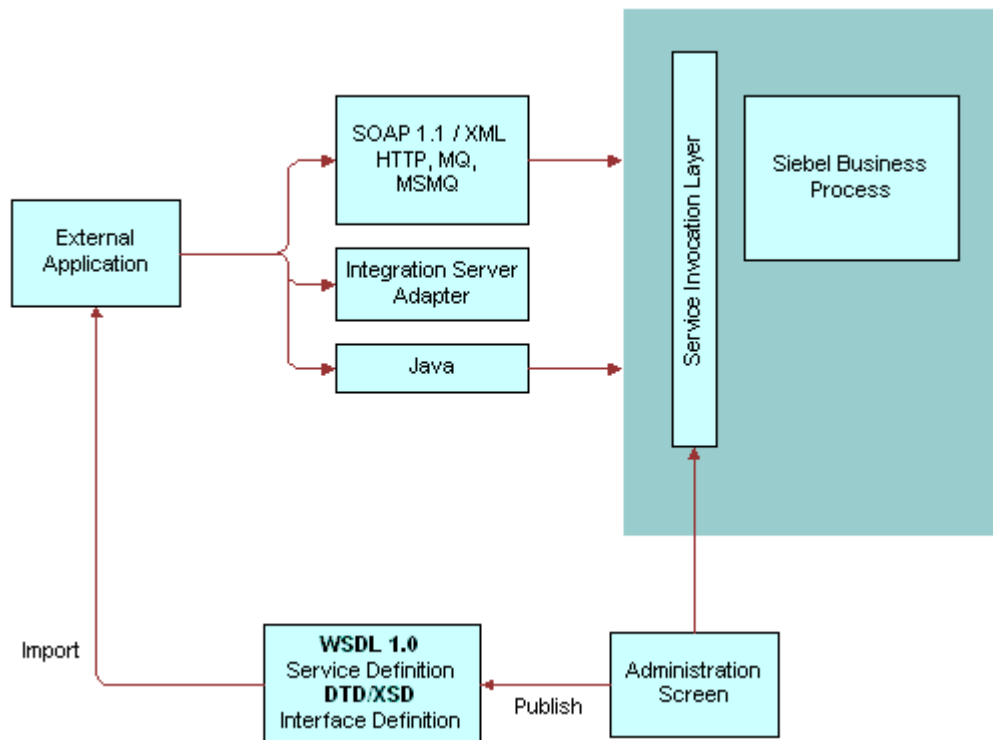 SOAP 1.1 / XML
HTTP, MQ,
MSMQ
Service Invocation Layer
Siebel Business
Process
External
Application
Integration Server
Adapter
Java
Import
WSDL 1.0
Service Definition
DTD/XSD
Interface Definition
Publish
Administration
Screen